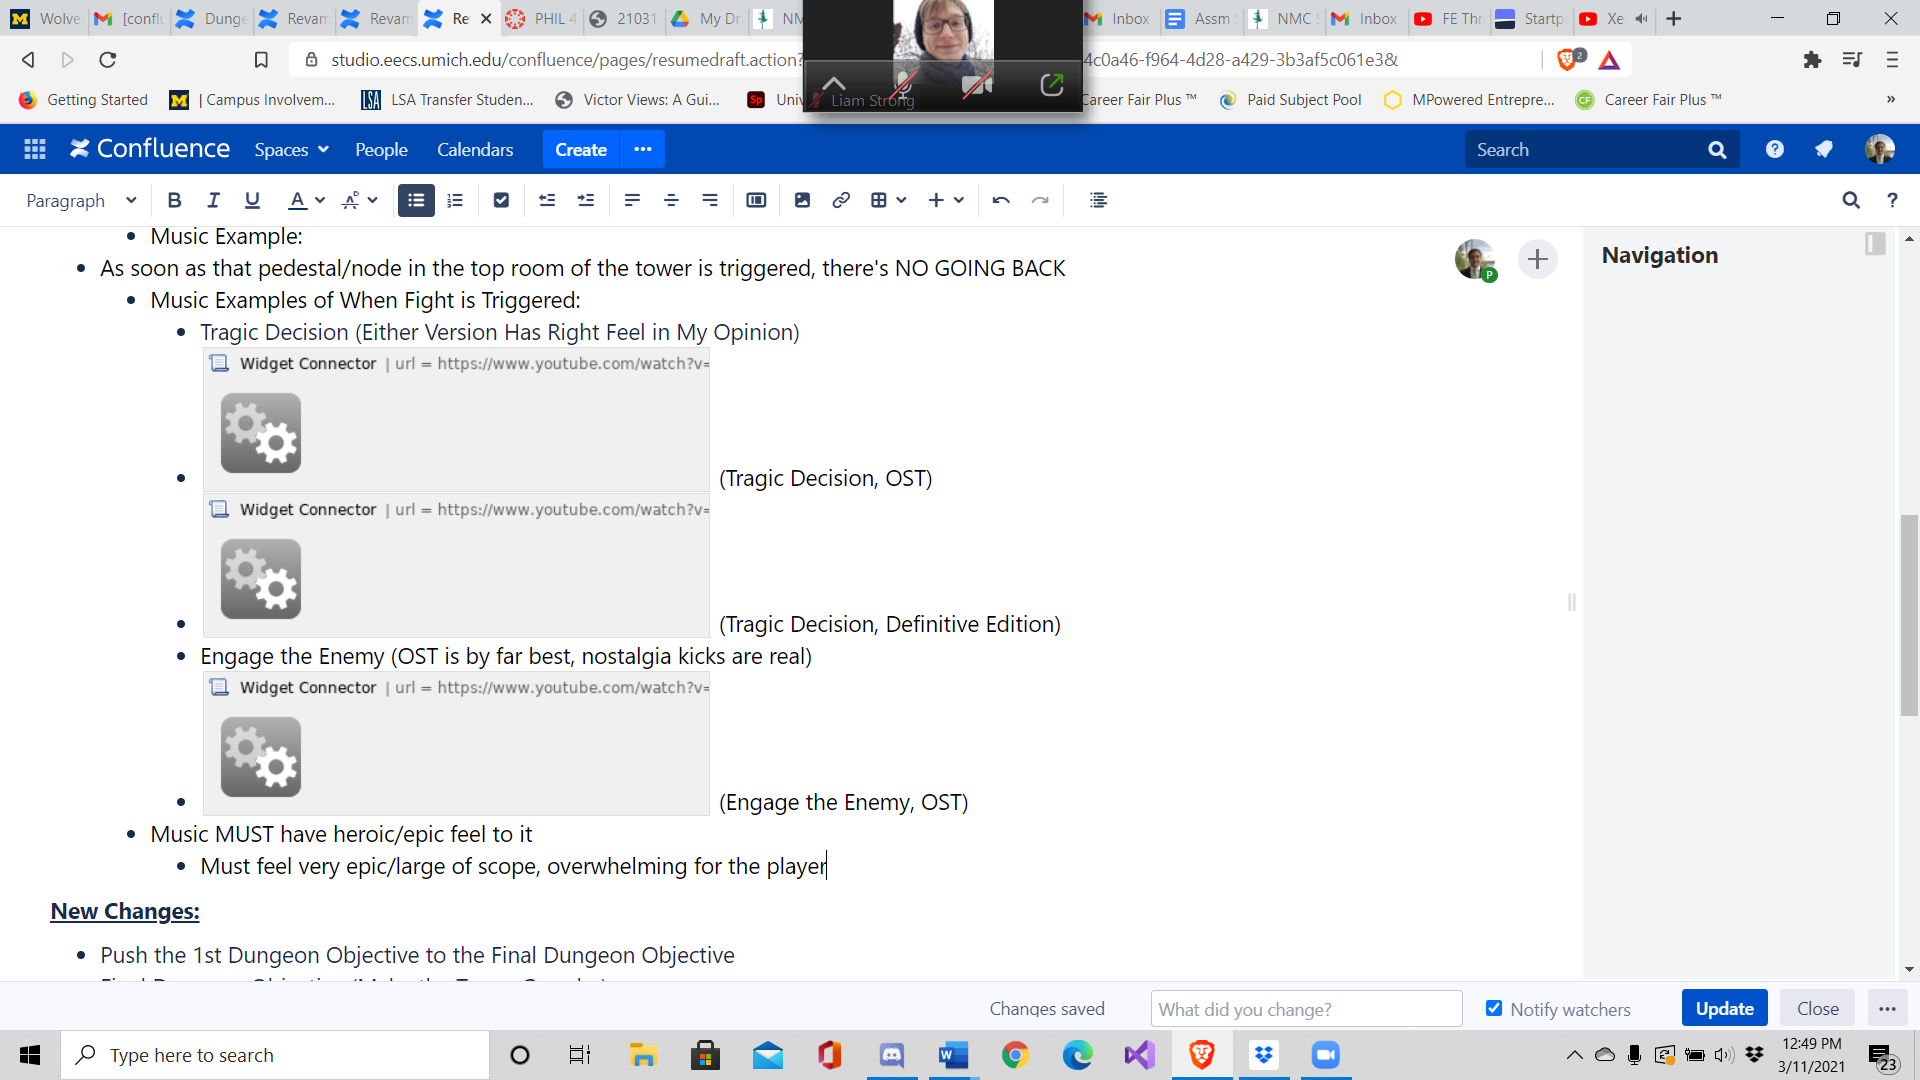 Wolve
[conflu
Dunge
Revam
Revam
Re
PHIL 4
21031
My Dr
NM
Inbox
Assm
NMC S
Inbox
FE Thr
Startp
Xe
studio.eecs.umich.edu/confluence/pages/resumedraft.action?
4c0a46-f964-4d28-a429-3b3af5c061e3&
2
Getting Started
M | Campus Involvem...
LSA LSA Transfer Studen...
Victor Views: A Gui...
Sp
Career Fair Plus ™
Paid Subject Pool
MPowered Entrepre...
CF Career Fair Plus ™
»
Liam Strong
Confluence
Spaces
People
Calendars
Create
Search
Paragraph
B I U A
Music Example:
As soon as that pedestal/node in the top room of the tower is triggered, there's NO GOING BACK
P
Navigation
Music Examples of When Fight is Triggered:
Tragic Decision (Either Version Has Right Feel in My Opinion)
Widget Connector | url = https://www.youtube.com/watch?v=
(Tragic Decision, OST)
Widget Connector | url = https://www.youtube.com/watch?v=
(Tragic Decision, Definitive Edition)
Engage the Enemy (OST is by far best, nostalgia kicks are real)
Widget Connector | url = https://www.youtube.com/watch?v=
(Engage the Enemy, OST)
Music MUST have heroic/epic feel to it
Must feel very epic/large of scope, overwhelming for the player
New Changes:
Push the 1st Dungeon Objective to the Final Dungeon Objective
Changes saved
What did you change?
Notify watchers
Update
Close
Type here to search
12:49 PM
3/11/2021
23